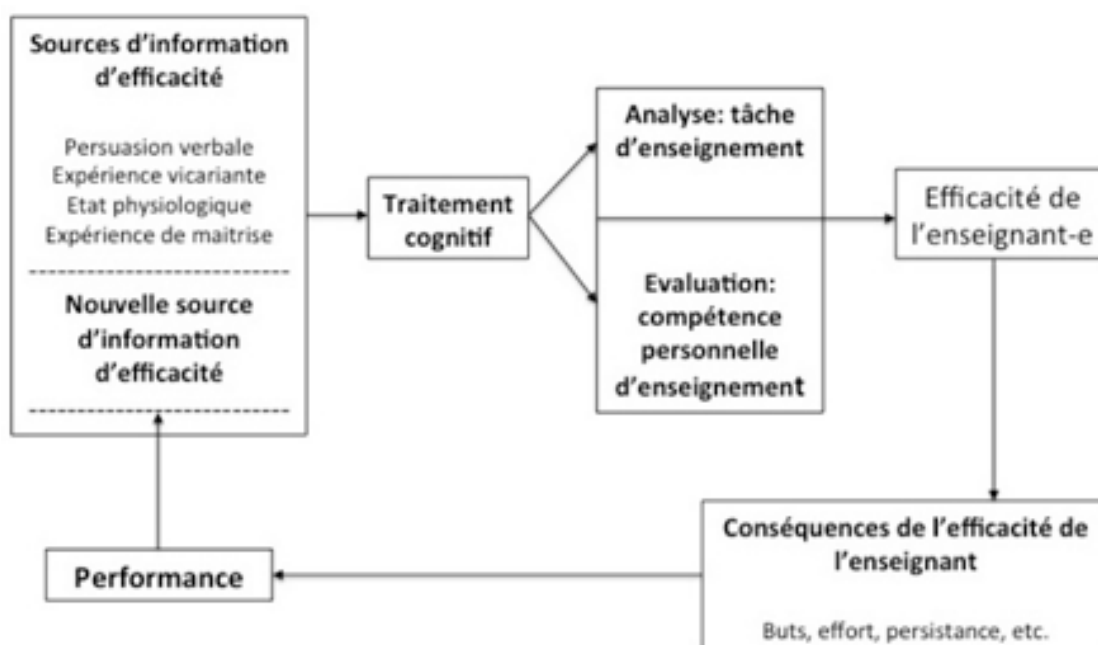 Sources d'information
d'efficacité
Persuasion verbale
Expérience vicariante
Etat physiologique
Expérience de maitrise
Nouvelle source
d'information
d'efficacité
Traitement
cognitif
Analyse: tâche
d'enseignement
Evaluation:
compétence
personnelle
d'enseignement
Efficacité de
l'enseignant-e
Conséquences de l'efficacité de
l'enseignant
Buts, effort, persistance, etc.
Performance